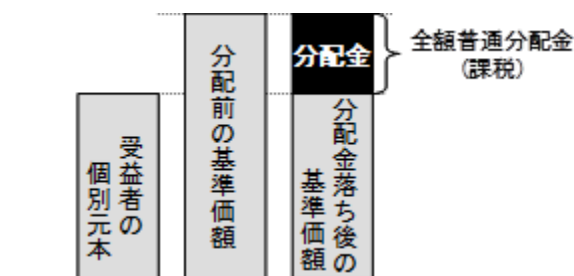 受益者の
個別元本
分配前の基準価額
分配金
分配金落ち後の
基準価額
全額普通分配金
(課税)